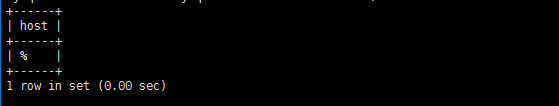 +------+
| host |
+------+
| %    |
+------+
1 row in set (0.00 sec)